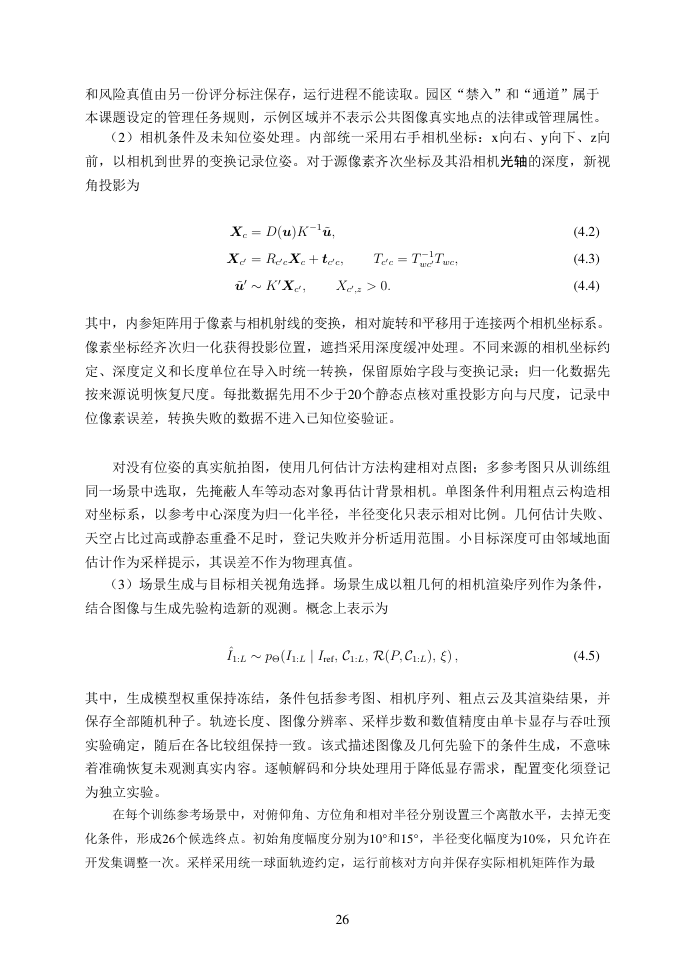 和风险真值由另一份评分标注保存，运行进程不能读取。园区“禁入”和“通道”属于
本课题设定的管理任务规则，示例区域并不表示公共图像真实地点的法律或管理属性。
（2）相机条件及未知位姿处理。内部统一采用右手相机坐标：x向右、y向下、z向
前，以相机到世界的变换记录位姿。对于源像素齐次坐标及其沿相机光轴的深度，新视
角投影为
X_c = D(u)K^{-1}ũ, (4.2)
X_{c′} = R_{c′c}X_c + t_{c′c}, T_{c′c} = T_{wc′}^{-1}T_{wc}, (4.3)
ũ′ ∼ K′X_{c′}, X_{c′,z} > 0. (4.4)
其中，内参矩阵用于像素与相机射线的变换，相对旋转和平移用于连接两个相机坐标系。
像素坐标经齐次归一化获得投影位置，遮挡采用深度缓冲处理。不同来源的相机坐标约
定、深度定义和长度单位在导入时统一转换，保留原始字段与变换记录；归一化数据先
按来源说明恢复尺度。每批数据先用不少于20个静态点核对重投影方向与尺度，记录中
位像素误差，转换失败的数据不进入已知位姿验证。
对没有位姿的真实航拍图，使用几何估计方法构建相对点图；多参考图只从训练组
同一场景中选取，先掩蔽人车等动态对象再估计背景相机。单图条件利用粗点云构造相
对坐标系，以参考中心深度为归一化半径，半径变化只表示相对比例。几何估计失败、
天空占比过高或静态重叠不足时，登记失败并分析适用范围。小目标深度可由邻域地面
估计作为采样提示，其误差不作为物理真值。
（3）场景生成与目标相关视角选择。场景生成以粗几何的相机渲染序列作为条件，
结合图像与生成先验构造新的观测。概念上表示为
Î_{1:L} ∼ p_Θ(I_{1:L} | I_{ref}, 𝒞_{1:L}, ℛ(P, 𝒞_{1:L}), ξ) , (4.5)
其中，生成模型权重保持冻结，条件包括参考图、相机序列、粗点云及其渲染结果，并
保存全部随机种子。轨迹长度、图像分辨率、采样步数和数值精度由单卡显存与吞吐预
实验确定，随后在各比较组保持一致。该式描述图像及几何先验下的条件生成，不意味
着准确恢复未观测真实内容。逐帧解码和分块处理用于降低显存需求，配置变化须登记
为独立实验。
在每个训练参考场景中，对俯仰角、方位角和相对半径分别设置三个离散水平，去掉无变
化条件，形成26个候选终点。初始角度幅度分别为10°和15°，半径变化幅度为10%，只允许在
开发集调整一次。采样采用统一球面轨迹约定，运行前核对方向并保存实际相机矩阵作为最
26